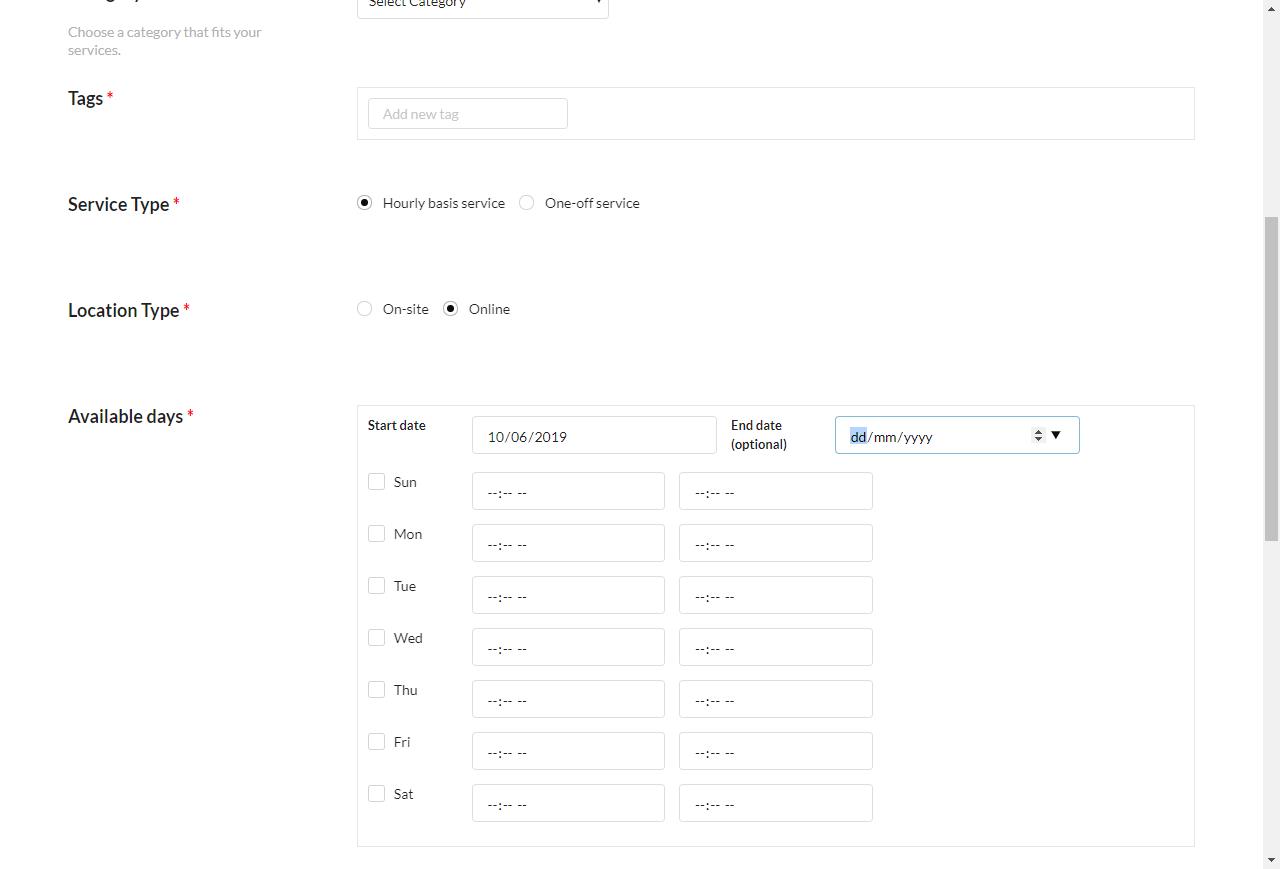 Select Category
Choose a category that fits your
services.
Tags *
Add new tag
Service Type *
Hourly basis service
One-off service
Location Type *
On-site
Online
Available days *
Start date
10/06/2019
End date
(optional)
dd/mm/yyyy
Sun
--:-- --
--:-- --
Mon
--:-- --
--:-- --
Tue
--:-- --
--:-- --
Wed
--:-- --
--:-- --
Thu
--:-- --
--:-- --
Fri
--:-- --
--:-- --
Sat
--:-- --
--:-- --